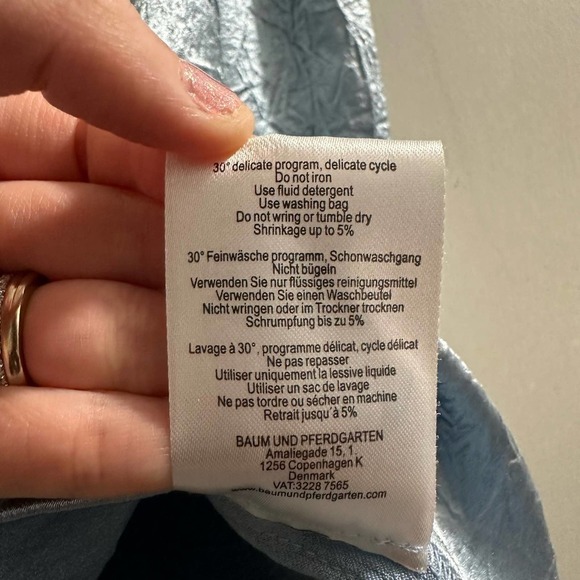 30° delicate program, delicate cycle
Do not iron
Use fluid detergent
Use washing bag
Do not wring or tumble dry
Shrinkage up to 5%
30° Feinwäsche programm, Schonwaschgang
Nicht bügeln
Verwenden Sie nur flüssiges reinigungsmittel
Verwenden Sie einen Waschbeutel
Nicht wringen oder im Trockner trocknen
Schrumpfung bis zu 5%
Lavage à 30°, programme délicat, cycle délicat
Ne pas repasser
Utiliser uniquement la lessive liquide
Utiliser un sac de lavage
Ne pas tordre ou sécher en machine
Retrait jusqu'à 5%
BAUM UND PFERDGARTEN
Amaliegade 15, 1.
1256 Copenhagen K
Denmark
VAT:3228 7565
www.baumundpferdgarten.com